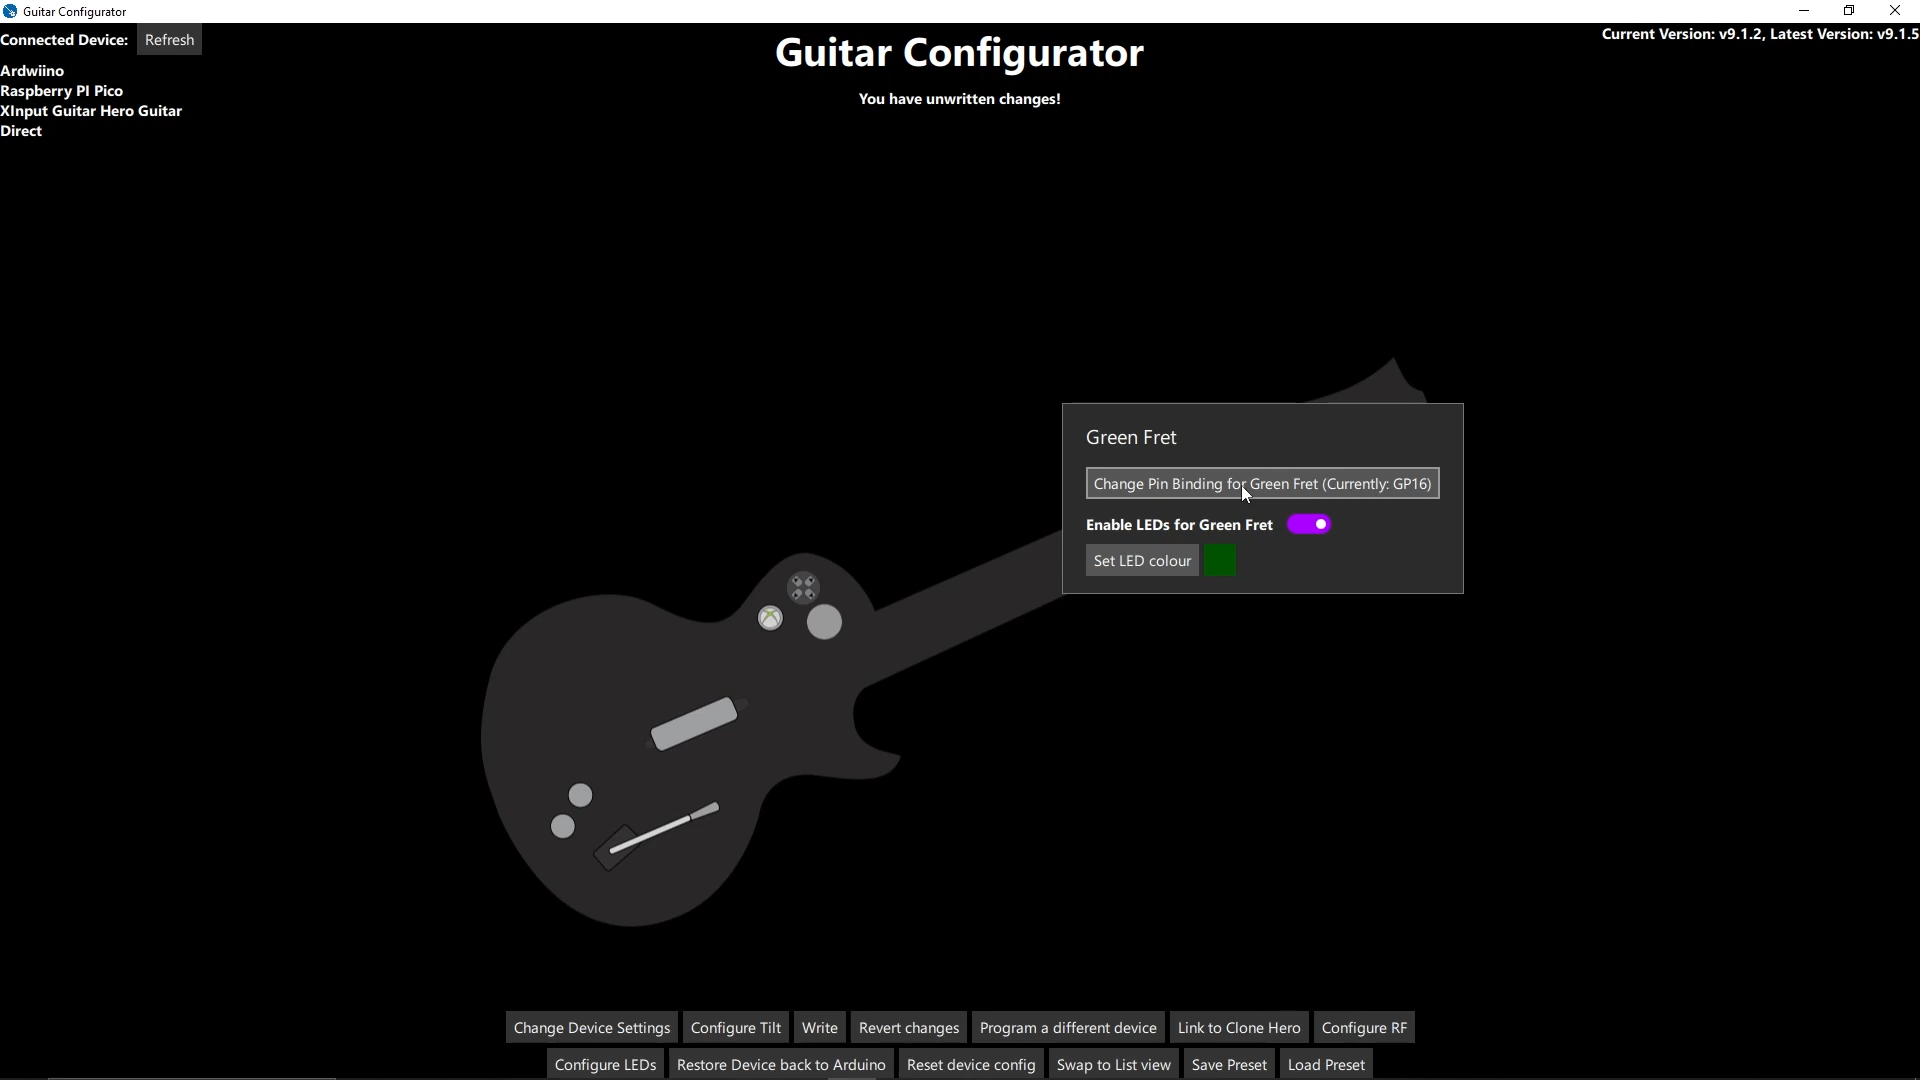 Guitar Configurator
Connected Device: Refresh
Current Version: v9.1.2, Latest Version: v9.1.5
Guitar Configurator
Ardwiino
Raspberry PI Pico
XInput Guitar Hero Guitar
Direct
You have unwritten changes!
Green Fret
Change Pin Binding for Green Fret (Currently: GP16)
Enable LEDs for Green Fret
Set LED colour
Change Device Settings Configure Tilt Write Revert changes Program a different device Link to Clone Hero Configure RF
Configure LEDs Restore Device back to Arduino Reset device config Swap to List view Save Preset Load Preset